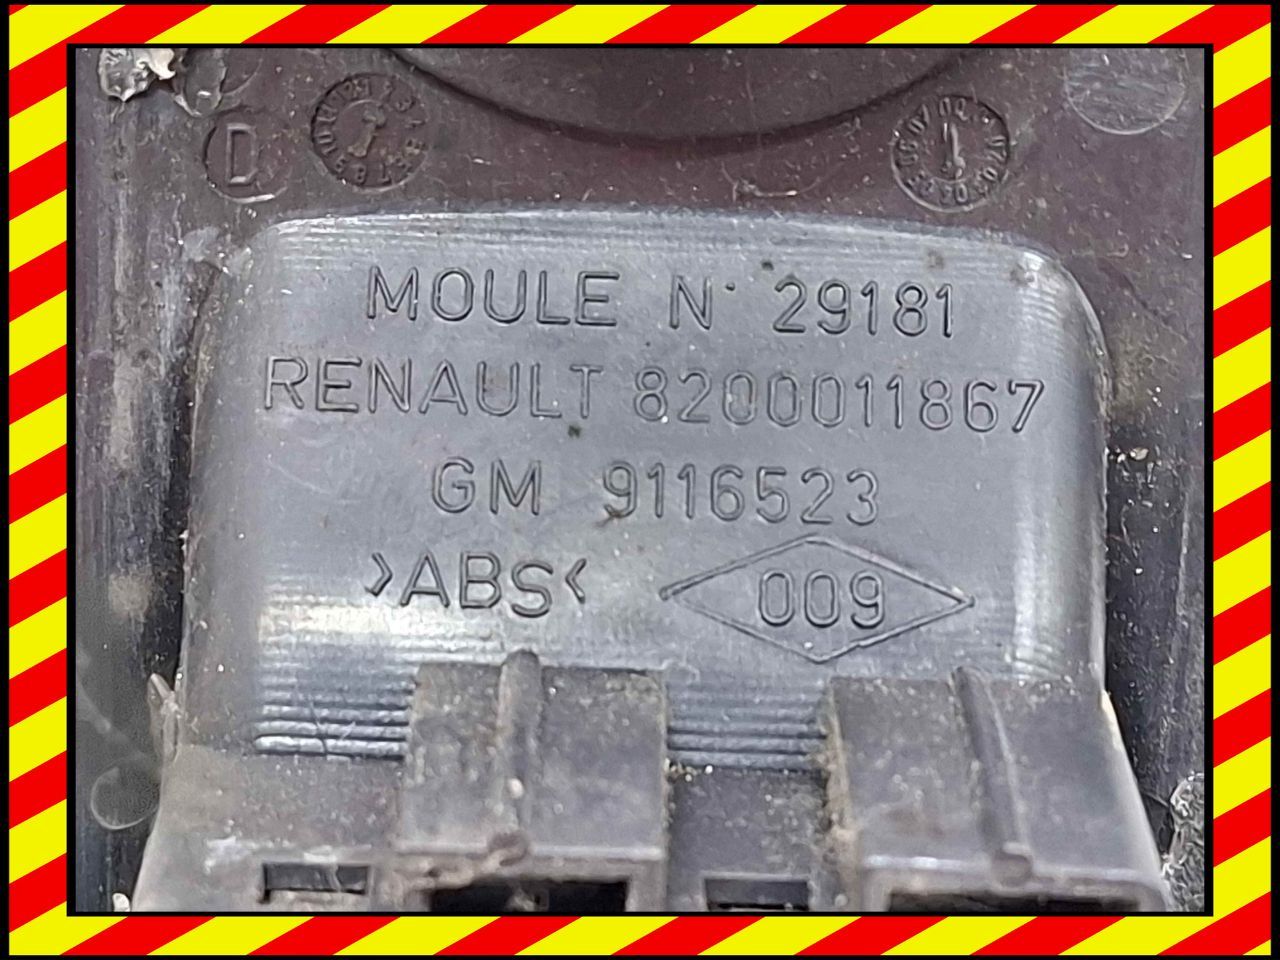 D
MOULE N° 29181
RENAULT 8200011867
GM 9116523
>ABS<
009